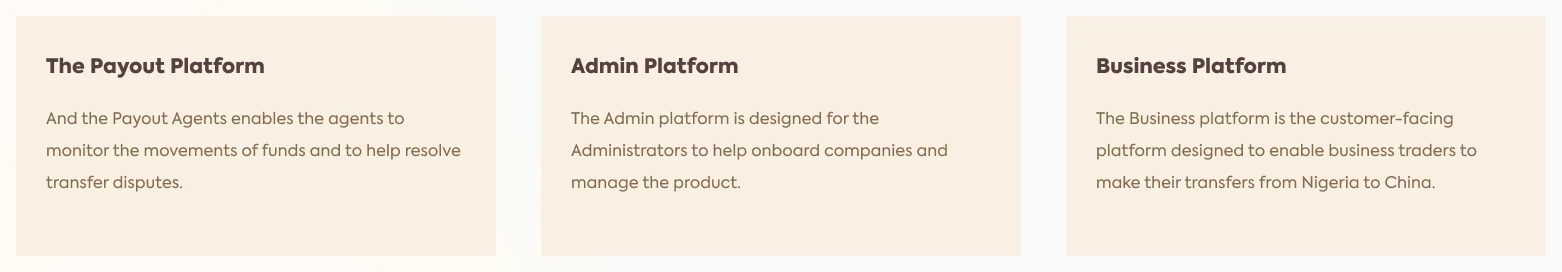 The Payout Platform
And the Payout Agents enables the agents to
monitor the movements of funds and to help resolve
transfer disputes.
Admin Platform
The Admin platform is designed for the
Administrators to help onboard companies and
manage the product.
Business Platform
The Business platform is the customer-facing
platform designed to enable business traders to
make their transfers from Nigeria to China.